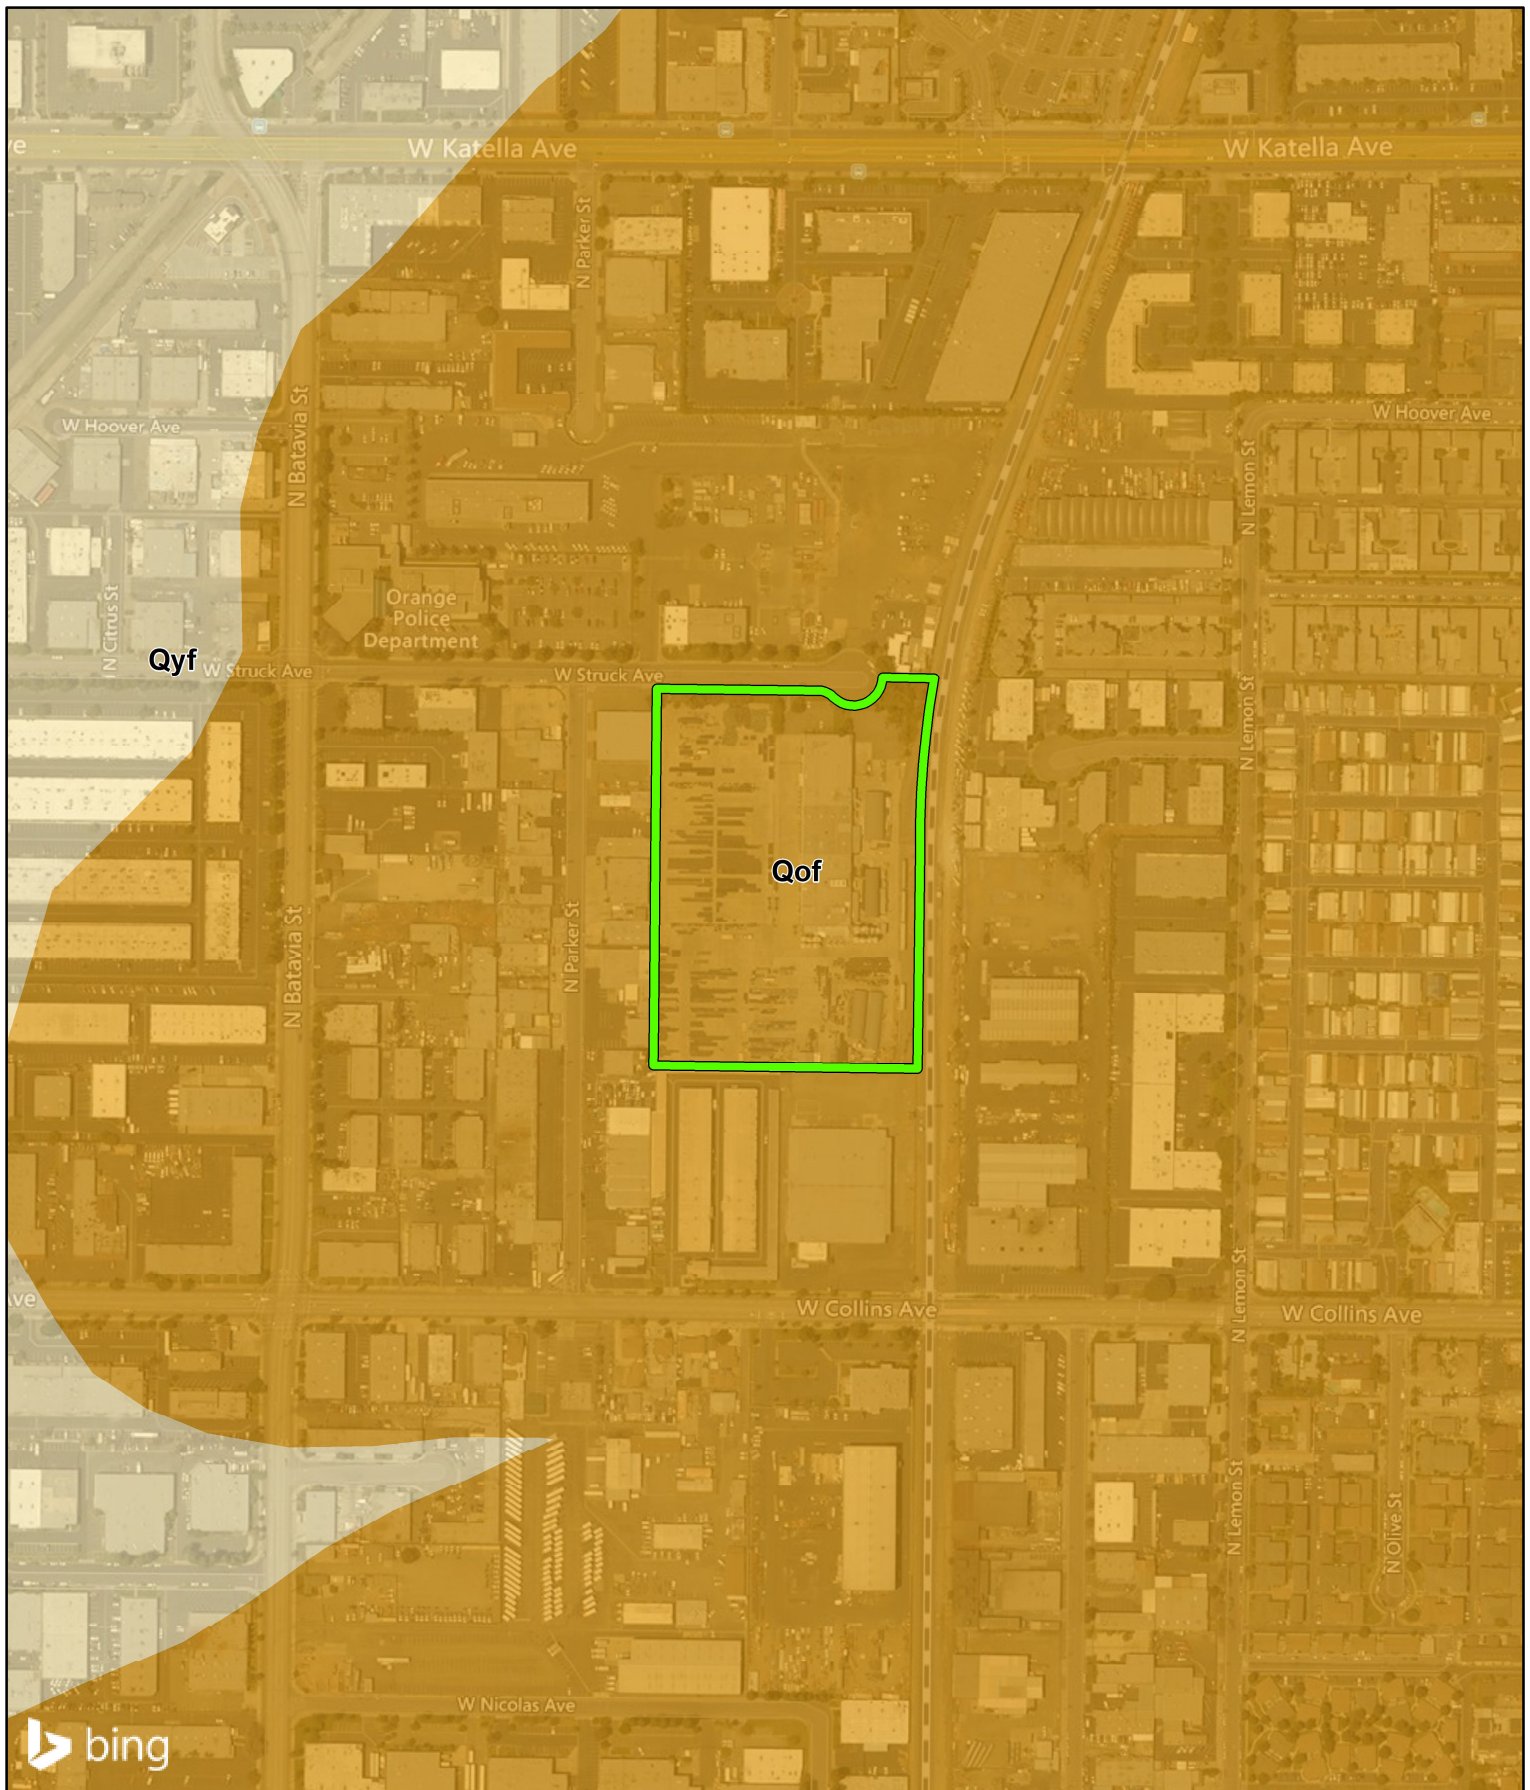 W Katella Ave
W Katella Ave
ve
N Parker St
N Batavia St
W Hoover Ave
W Hoover Ave
N Lemon St
N Citrus St
Orange
Police
Department
Qyf
W Struck Ave
W Struck Ave
N Lemon St
Qof
N Batavia St
N Parker St
Ave
W Collins Ave
W Collins Ave
N Lemon St
N Lemon St
N Olive St
W Nicolas Ave
bing